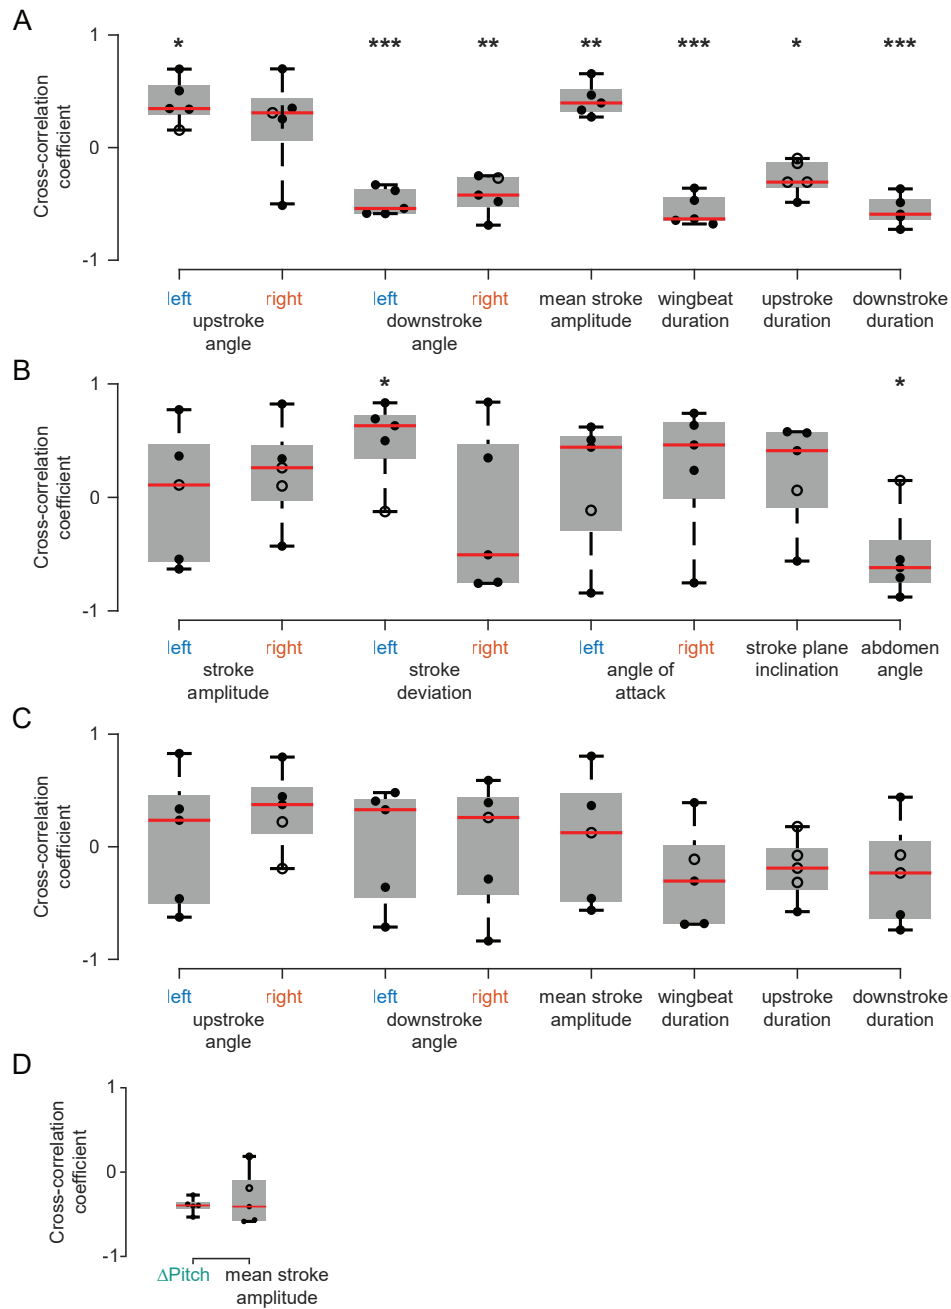 A
Cross-correlation
coefficient
1
0
-1
* *** ** ** *** * ***
left right left right mean stroke wingbeat upstroke downstroke
upstroke downstroke amplitude duration duration duration
angle angle
B
Cross-correlation
coefficient
1
0
-1
* *
left right left right left right stroke plane abdomen
stroke stroke angle of inclination angle
amplitude deviation attack
C
Cross-correlation
coefficient
1
0
-1
left right left right mean stroke wingbeat upstroke downstroke
upstroke downstroke amplitude duration duration duration
angle angle
D
Cross-correlation
coefficient
1
0
-1
ΔPitch mean stroke
amplitude